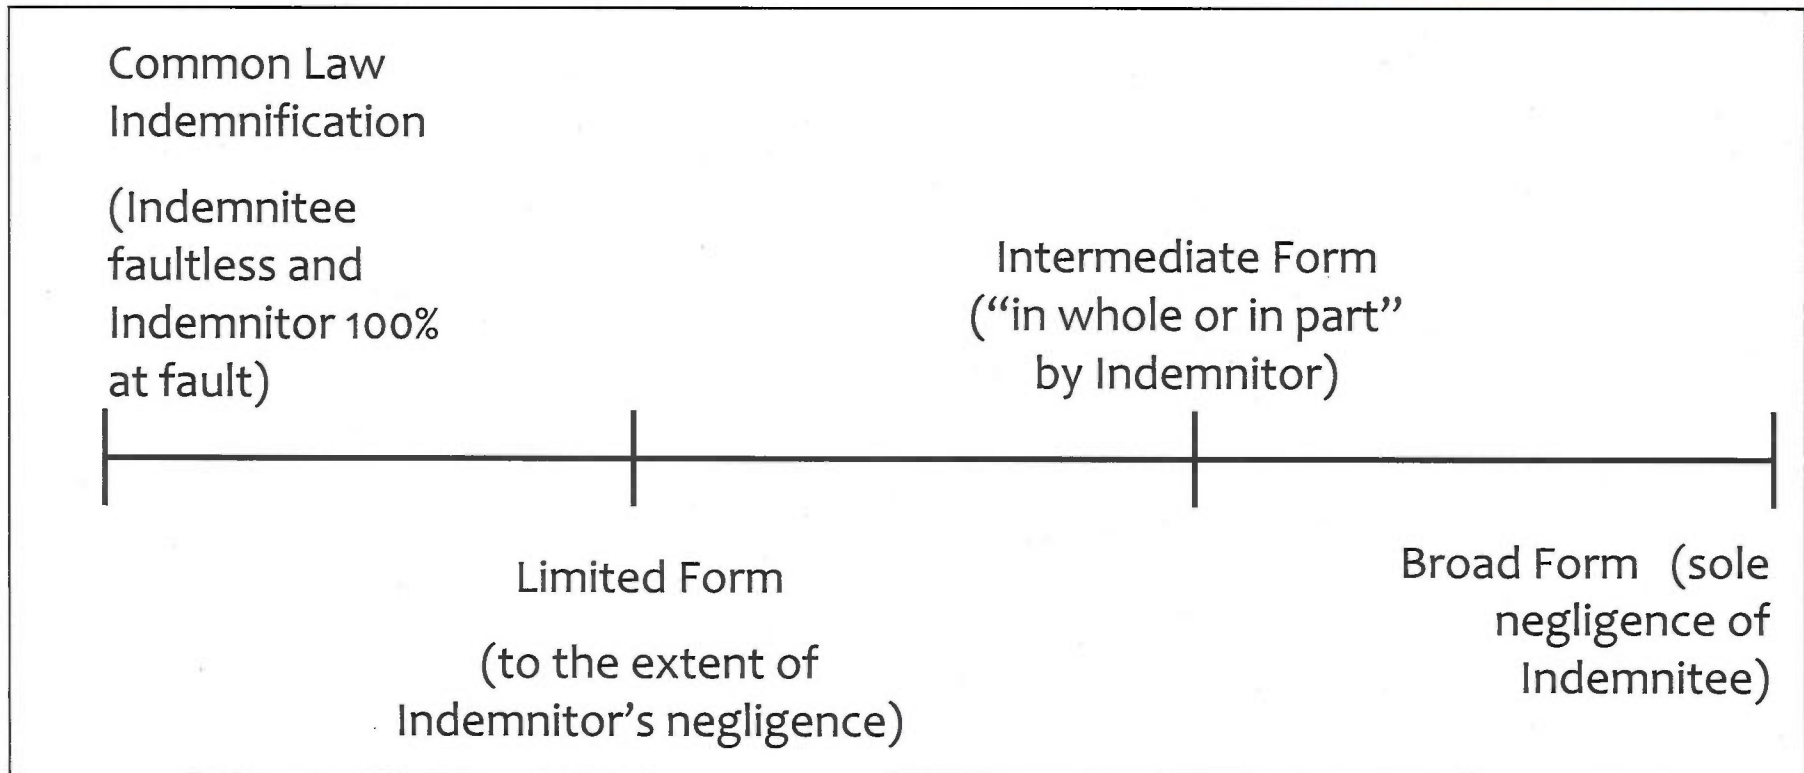 Common Law
Indemnification
(Indemnitee
faultless and
Indemnitor 100%
at fault)
Intermediate Form
(“in whole or in part”
by Indemnitor)
Limited Form
(to the extent of
Indemnitor’s negligence)
Broad Form (sole
negligence of
Indemnitee)